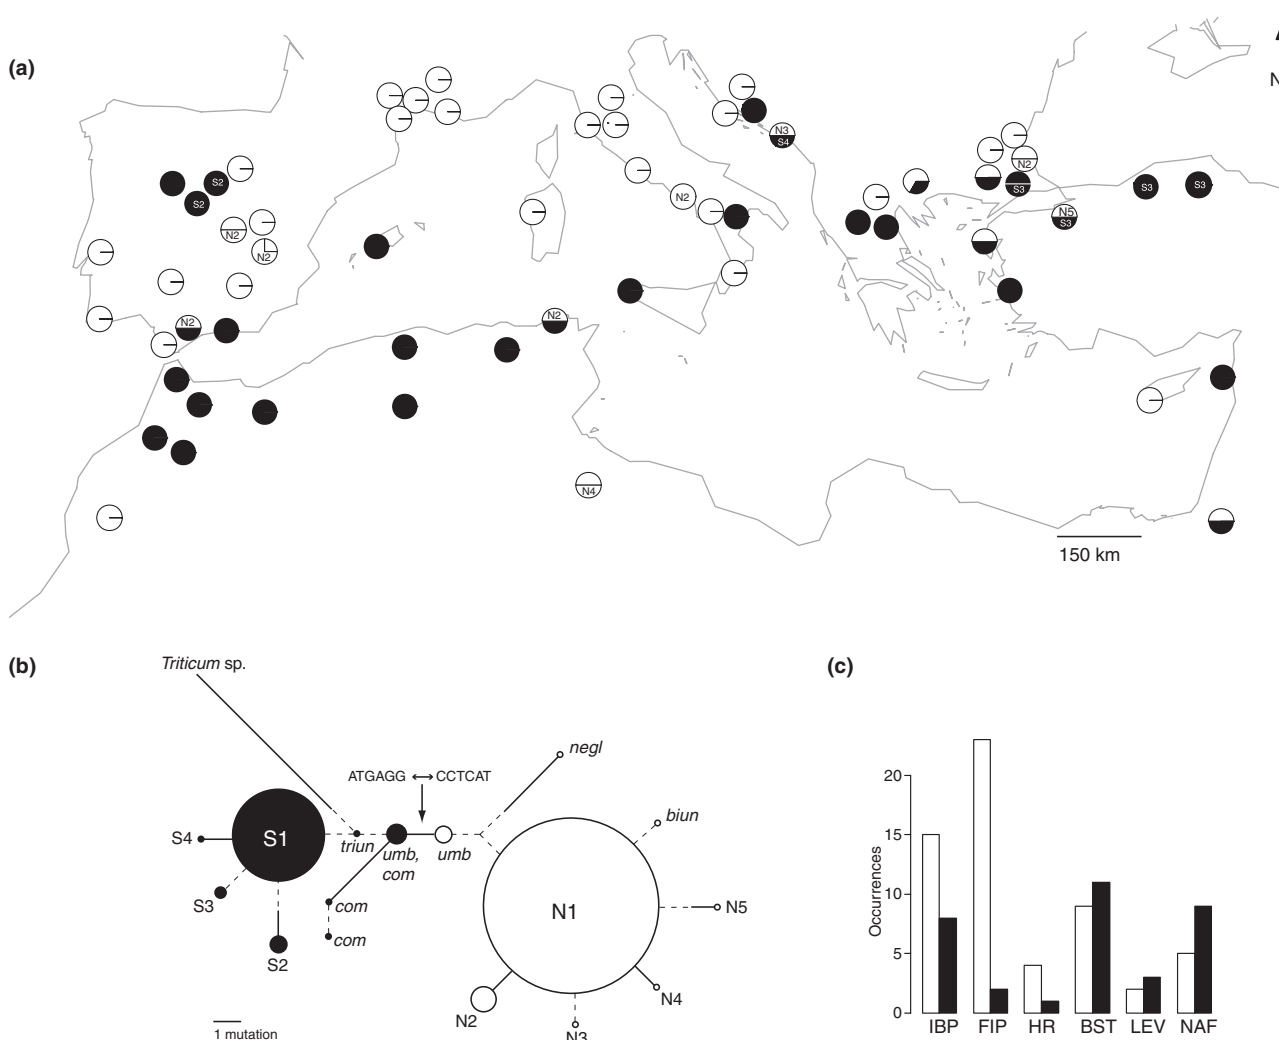 (a)
N
N3
S4
S2
S2
N2
N2
N2
N2
N2
N2
S3
S3
S3
N5
S3
N4
150 km
(b)
Triticum sp.
negl
ATGAGG ↔ CCTCAT
biun
S4
S1
triun
umb,
com
umb
S3
com
com
S2
N1
N5
N4
N2
N3
1 mutation
(c)
Occurrences
20
15
10
5
0
IBP FIP HR BST LEV NAF